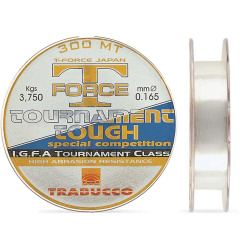 300 MT
T-FORCE JAPAN
Kgs
3,750
mm Ø
0.165
T
FORCE
TOURNAMENT
TOUGH
special competition
I.G.F.A TOURNAMENT CLASS
HIGH ABRASION RESISTANCE
TRABUCCO